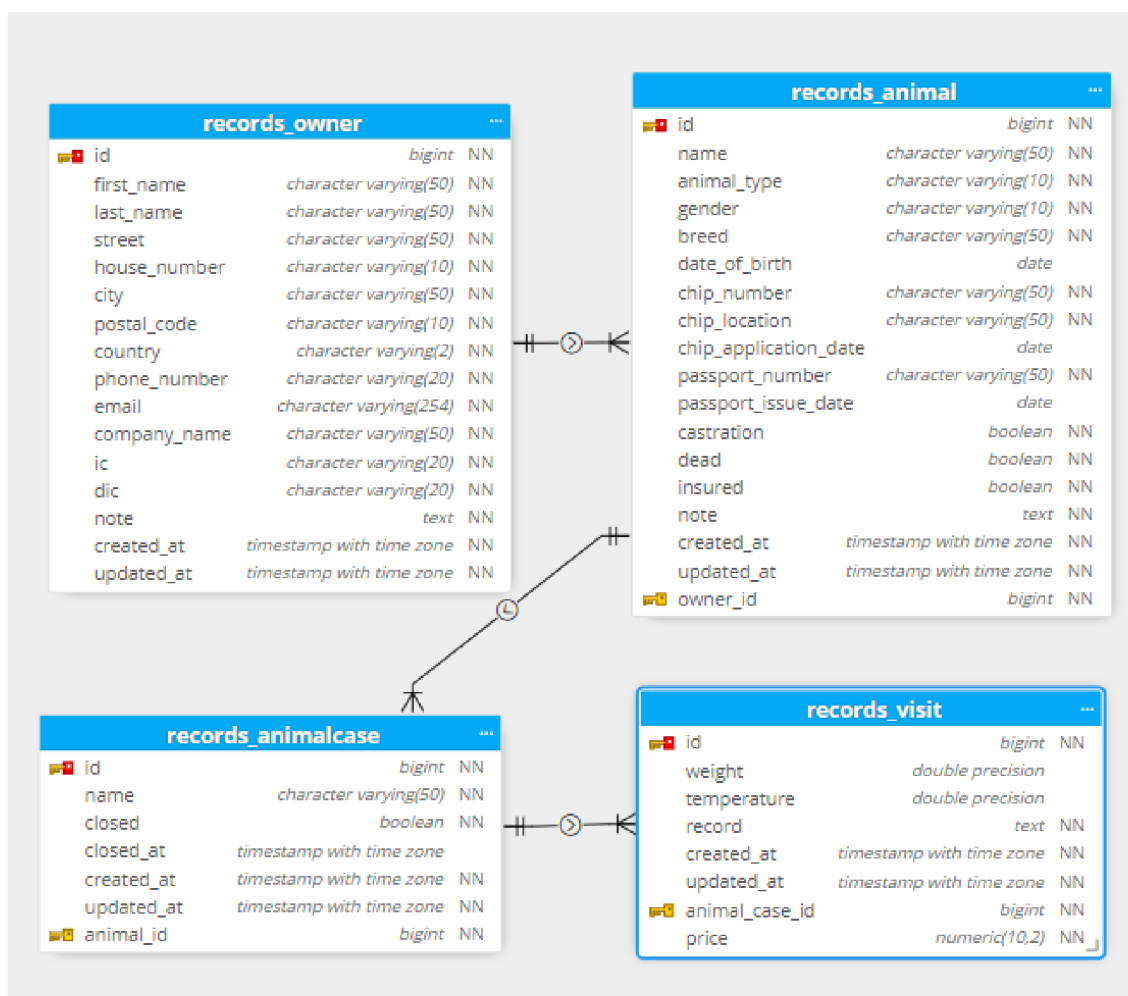 records_owner ...
id bigint NN
first_name character varying(50) NN
last_name character varying(50) NN
street character varying(50) NN
house_number character varying(10) NN
city character varying(50) NN
postal_code character varying(10) NN
country character varying(2) NN
phone_number character varying(20) NN
email character varying(254) NN
company_name character varying(50) NN
ic character varying(20) NN
dic character varying(20) NN
note text NN
created_at timestamp with time zone NN
updated_at timestamp with time zone NN
records_animal ...
id bigint NN
name character varying(50) NN
animal_type character varying(10) NN
gender character varying(10) NN
breed character varying(50) NN
date_of_birth date
chip_number character varying(50) NN
chip_location character varying(50) NN
chip_application_date date
passport_number character varying(50) NN
passport_issue_date date
castration boolean NN
dead boolean NN
insured boolean NN
note text NN
created_at timestamp with time zone NN
updated_at timestamp with time zone NN
owner_id bigint NN
records_animalcase ...
id bigint NN
name character varying(50) NN
closed boolean NN
closed_at timestamp with time zone
created_at timestamp with time zone NN
updated_at timestamp with time zone NN
animal_id bigint NN
records_visit ...
id bigint NN
weight double precision
temperature double precision
record text NN
created_at timestamp with time zone NN
updated_at timestamp with time zone NN
animal_case_id bigint NN
price numeric(10,2) NN